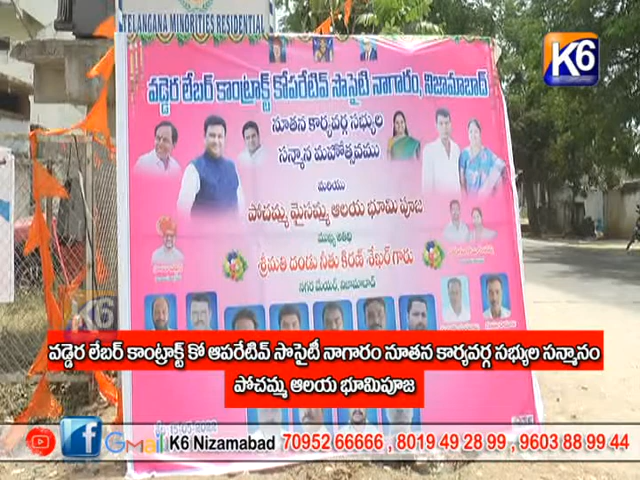 TELANGANA MINORITIES RESIDENTIAL
K6
వడ్డెర లేబర్ కాంట్రాక్ట్ కోపరేటివ్ సొసైటి నాగారం, నిజామాబాద్
నూతన కార్యవర్గ సభ్యుల
సన్మాన మహోత్సవము
మరియు
పోచమ్మ మైసమ్మ ఆలయ భూమి పూజ
ముఖ్య అతిథి
శ్రీమతి దండు నీతు కిరణ్ శేఖర్ గారు
నగర మేయర్, నిజామాబాద్
K6
వడ్డెర లేబర్ కాంట్రాక్ట్ కో ఆపరేటివ్ సొసైటీ నాగారం నూతన కార్యవర్గ సభ్యుల సన్మానం
పోచమ్మ ఆలయ భూమిపూజ
Gmail K6 Nizamabad 70952 66666 , 8019 49 28 99 , 9603 88 99 44